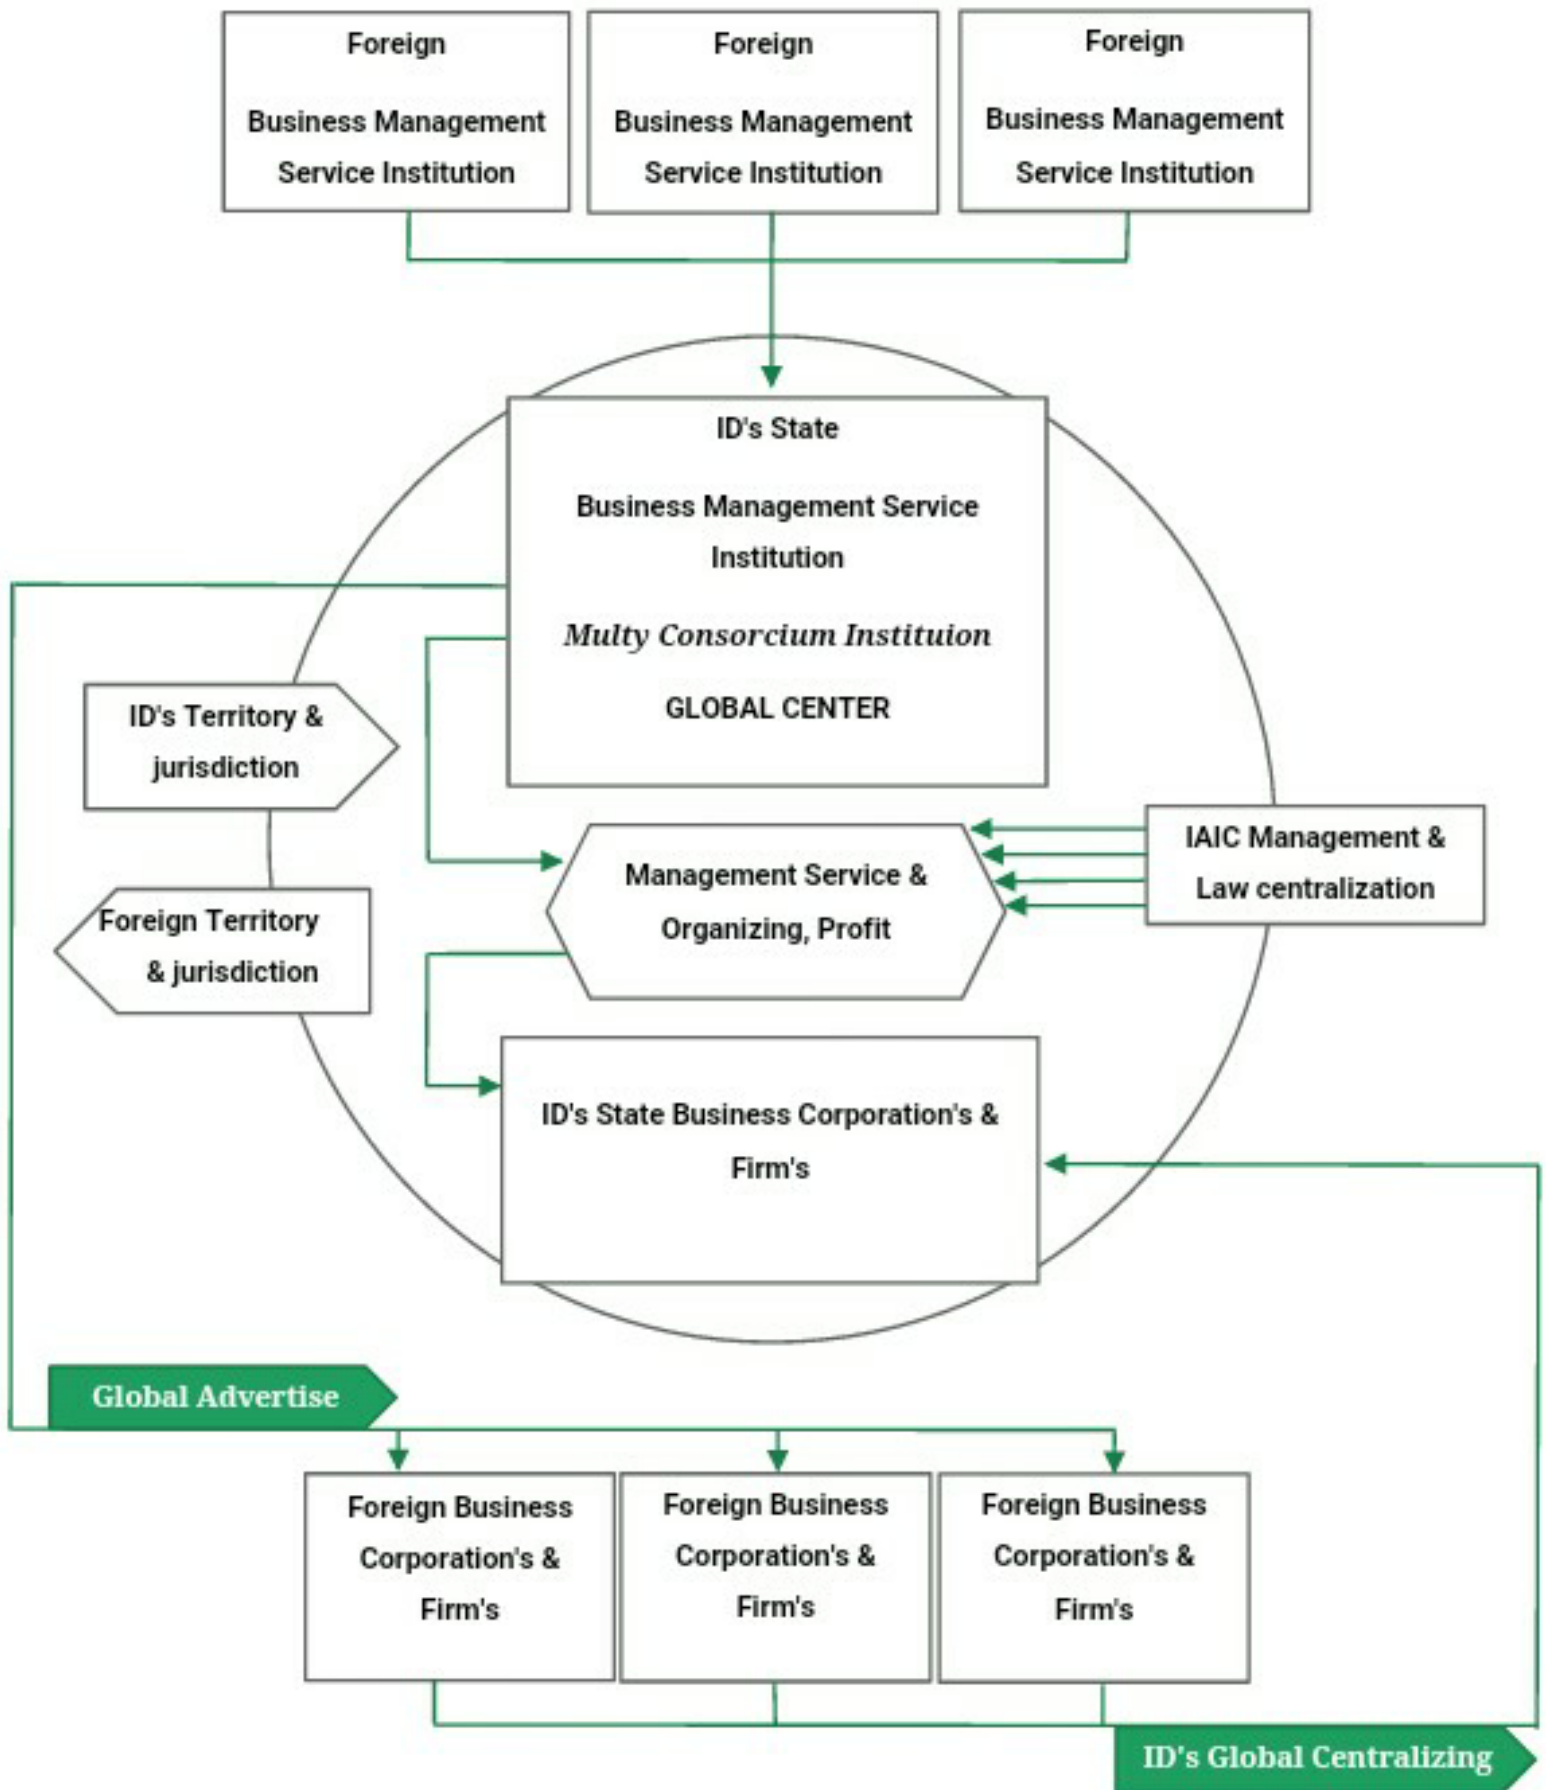 Foreign
Business Management
Service Institution
Foreign
Business Management
Service Institution
Foreign
Business Management
Service Institution
ID's State
Business Management Service
Institution
Multy Consorcium Instituion
GLOBAL CENTER
ID's Territory &
jurisdiction
Foreign Territory
& jurisdiction
Management Service &
Organizing, Profit
IAIC Management &
Law centralization
ID's State Business Corporation's &
Firm's
Global Advertise
Foreign Business
Corporation's &
Firm's
Foreign Business
Corporation's &
Firm's
Foreign Business
Corporation's &
Firm's
ID's Global Centralizing